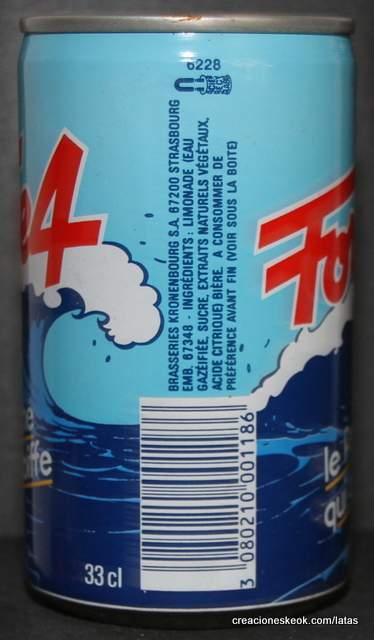 6228
BRASSERIES KRONENBOURG S.A. 67200 STRASBOURG
EMB. 67348 - INGRÉDIENTS : LIMONADE (EAU
GAZÉIFIÉE, SUCRE, EXTRAITS NATURELS VÉGÉTAUX,
ACIDE CITRIQUE) BIÈRE. A CONSOMMER DE
PRÉFÉRENCE AVANT FIN (VOIR SOUS LA BOITE)
e4
Fo
le
qu
iffe
3 080210 001186
33 cl
creacioneskeok.com/latas